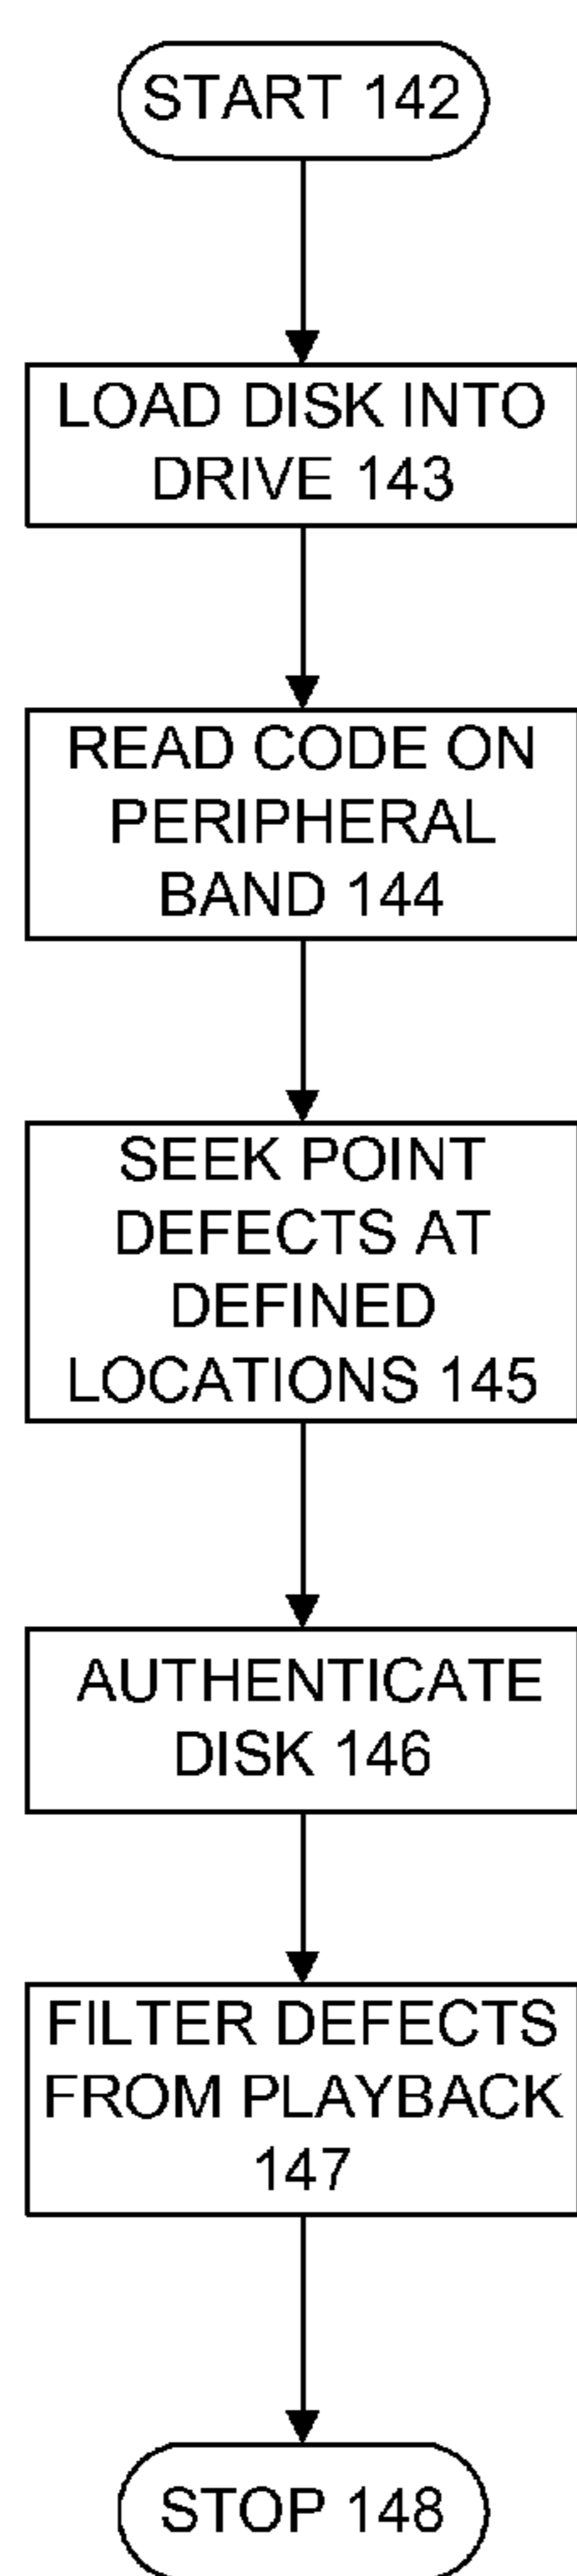 START 142
LOAD DISK INTO
DRIVE 143
READ CODE ON
PERIPHERAL
BAND 144
SEEK POINT
DEFECTS AT
DEFINED
LOCATIONS 145
AUTHENTICATE
DISK 146
FILTER DEFECTS
FROM PLAYBACK
147
STOP 148